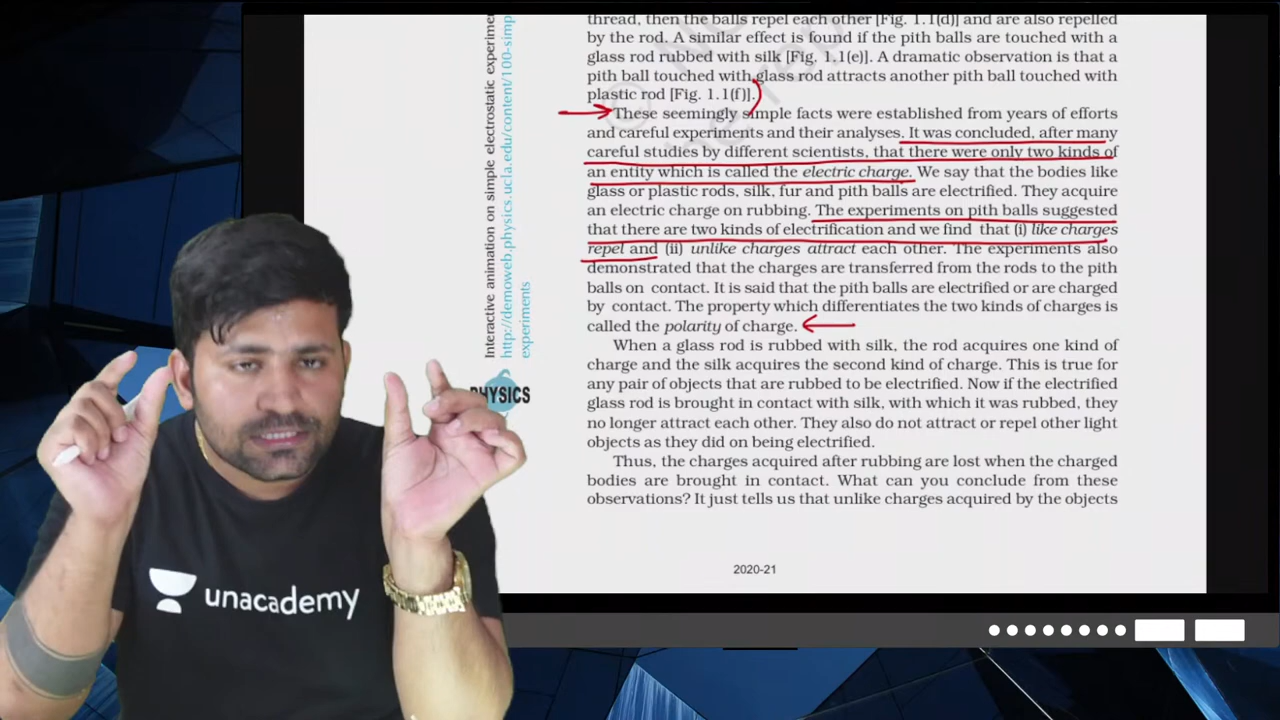 thread, then the balls repel each other [Fig. 1.1(d)] and are also repelled
by the rod. A similar effect is found if the pith balls are touched with a
glass rod rubbed with silk [Fig. 1.1(e)]. A dramatic observation is that a
pith ball touched with glass rod attracts another pith ball touched with
plastic rod [Fig. 1.1(f)].
These seemingly simple facts were established from years of efforts
and careful experiments and their analyses. It was concluded, after many
careful studies by different scientists, that there were only two kinds of
an entity which is called the electric charge. We say that the bodies like
glass or plastic rods, silk, fur and pith balls are electrified. They acquire
an electric charge on rubbing. The experiments on pith balls suggested
that there are two kinds of electrification and we find that (i) like charges
repel and (ii) unlike charges attract each other. The experiments also
demonstrated that the charges are transferred from the rods to the pith
balls on contact. It is said that the pith balls are electrified or are charged
by contact. The property which differentiates the two kinds of charges is
called the polarity of charge.
When a glass rod is rubbed with silk, the rod acquires one kind of
charge and the silk acquires the second kind of charge. This is true for
any pair of objects that are rubbed to be electrified. Now if the electrified
glass rod is brought in contact with silk, with which it was rubbed, they
no longer attract each other. They also do not attract or repel other light
objects as they did on being electrified.
Thus, the charges acquired after rubbing are lost when the charged
bodies are brought in contact. What can you conclude from these
observations? It just tells us that unlike charges acquired by the objects
2020-21
Interactive animation on simple electrostatic
http://demoweb.physics.ucla.edu/content/
experiments
unacademy